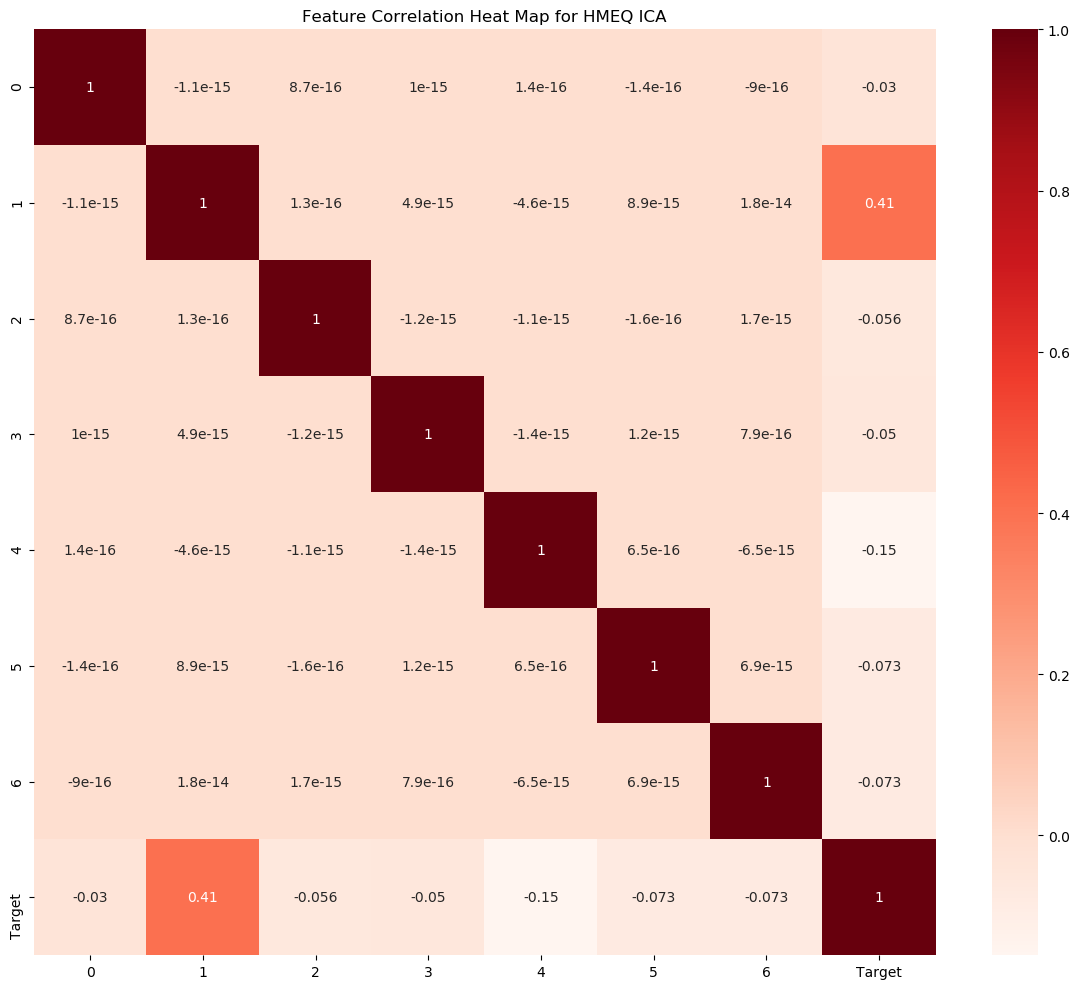 Feature Correlation Heat Map for HMEQ ICA
0 1 -1.1e-15 8.7e-16 1e-15 1.4e-16 -1.4e-16 -9e-16 -0.03
1 -1.1e-15 1 1.3e-16 4.9e-15 -4.6e-15 8.9e-15 1.8e-14 0.41
2 8.7e-16 1.3e-16 1 -1.2e-15 -1.1e-15 -1.6e-16 1.7e-15 -0.056
3 1e-15 4.9e-15 -1.2e-15 1 -1.4e-15 1.2e-15 7.9e-16 -0.05
4 1.4e-16 -4.6e-15 -1.1e-15 -1.4e-15 1 6.5e-16 -6.5e-15 -0.15
5 -1.4e-16 8.9e-15 -1.6e-16 1.2e-15 6.5e-16 1 6.9e-15 -0.073
6 -9e-16 1.8e-14 1.7e-15 7.9e-16 -6.5e-15 6.9e-15 1 -0.073
Target -0.03 0.41 -0.056 -0.05 -0.15 -0.073 -0.073 1
0 1 2 3 4 5 6 Target
1.0
0.8
0.6
0.4
0.2
0.0